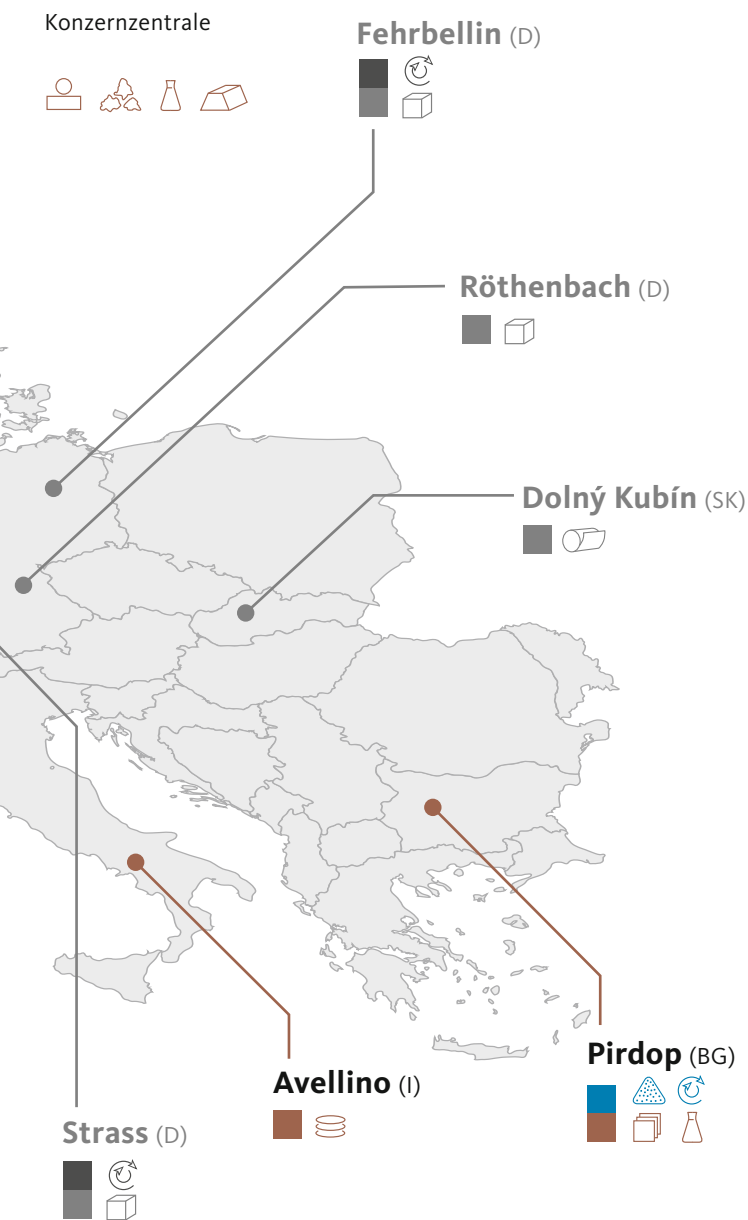 Konzernzentrale
Fehrbellin (D)
Röthenbach (D)
Dolný Kubín (SK)
Pirdop (BG)
Avellino (I)
Strass (D)